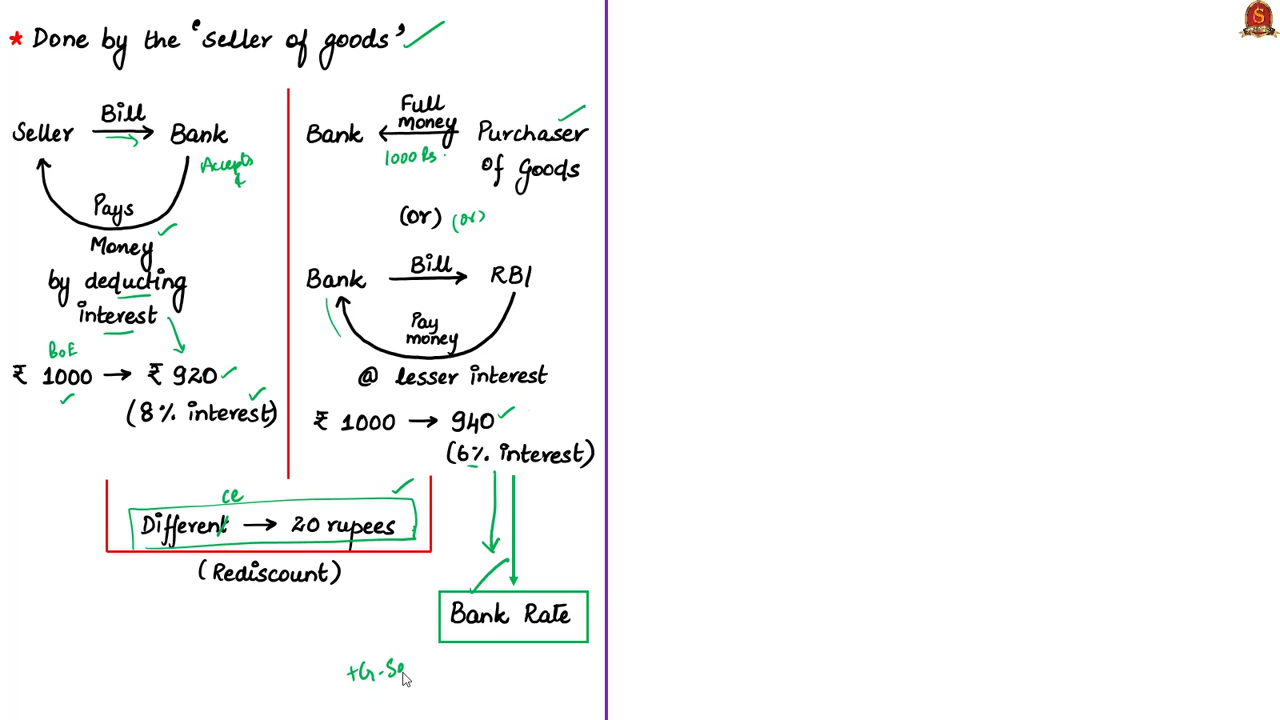 * Done by the 'seller of goods'
Bill
Seller → Bank
Accepts
Pays
Money
by deducting
interest
BoE
₹ 1000 → ₹ 920
(8% interest)
Full
money
Bank ← Purchaser
1000 Rs.
of Goods
(or) (or)
Bill
Bank → RBI
Pay
money
@ lesser interest
₹ 1000 → 940
(6% interest)
ce
Different → 20 rupees
(Rediscount)
Bank Rate
+G-Se
S